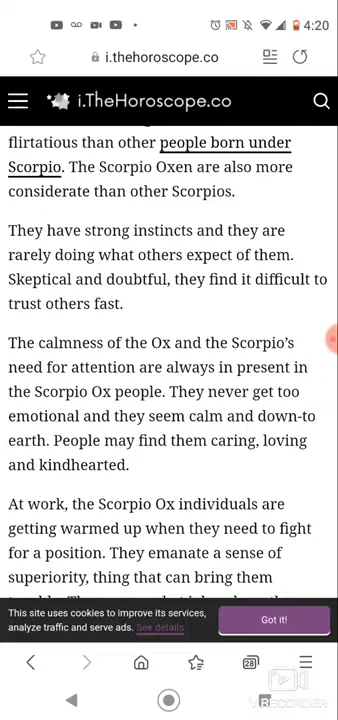 4:20
i.thehoroscope.co
i.TheHoroscope.co
flirtatious than other people born under
Scorpio. The Scorpio Oxen are also more
considerate than other Scorpios.
They have strong instincts and they are
rarely doing what others expect of them.
Skeptical and doubtful, they find it difficult to
trust others fast.
The calmness of the Ox and the Scorpio's
need for attention are always in present in
the Scorpio Ox people. They never get too
emotional and they seem calm and down-to
earth. People may find them caring, loving
and kindhearted.
At work, the Scorpio Ox individuals are
getting warmed up when they need to fight
for a position. They emanate a sense of
superiority, thing that can bring them
This site uses cookies to improve its services,
analyze traffic and serve ads. See details
Got it!
28
RECORDER